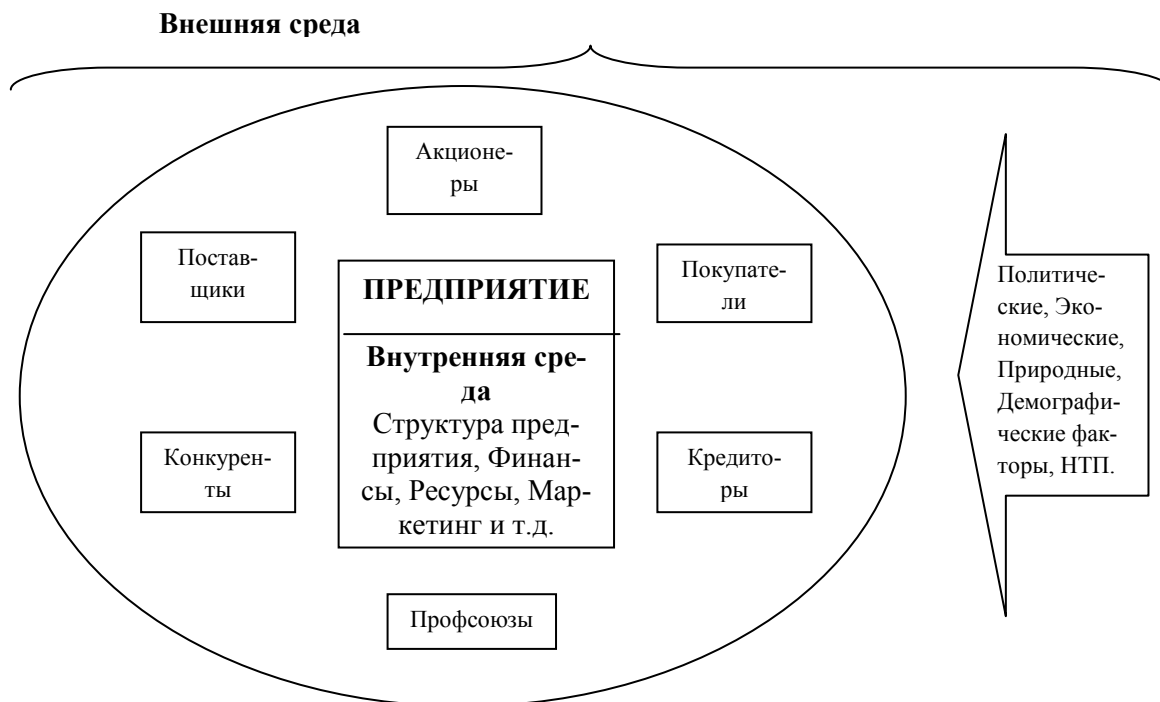 Внешняя среда
Акционе-
ры
Постав-
щики
ПРЕДПРИЯТИЕ
Внутренняя сре-
да
Структура пред-
приятия, Финан-
сы, Ресурсы, Мар-
кетинг и т.д.
Покупате-
ли
Конкурен-
ты
Кредито-
ры
Профсоюзы
Политиче-
ские, Эко-
номические,
Природные,
Демографи-
ческие фак-
торы, НТП.